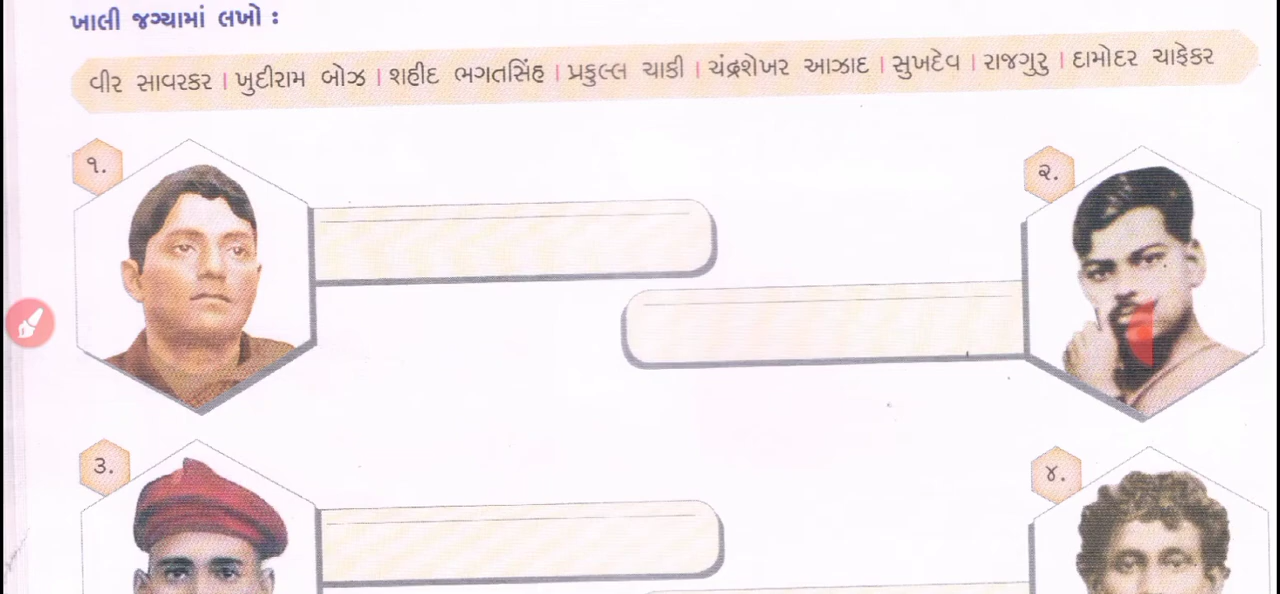 ખાલી જગ્યામાં લખો :
વીર સાવરકર | ખુદીરામ બોઝ | શહીદ ભગતસિંહ | પ્રફુલ્લ ચાકી | ચંદ્રશેખર આઝાદ | સુખદેવ | રાજગુરુ | દામોદર ચાફેકર
૧.
૨.
૩.
૪.